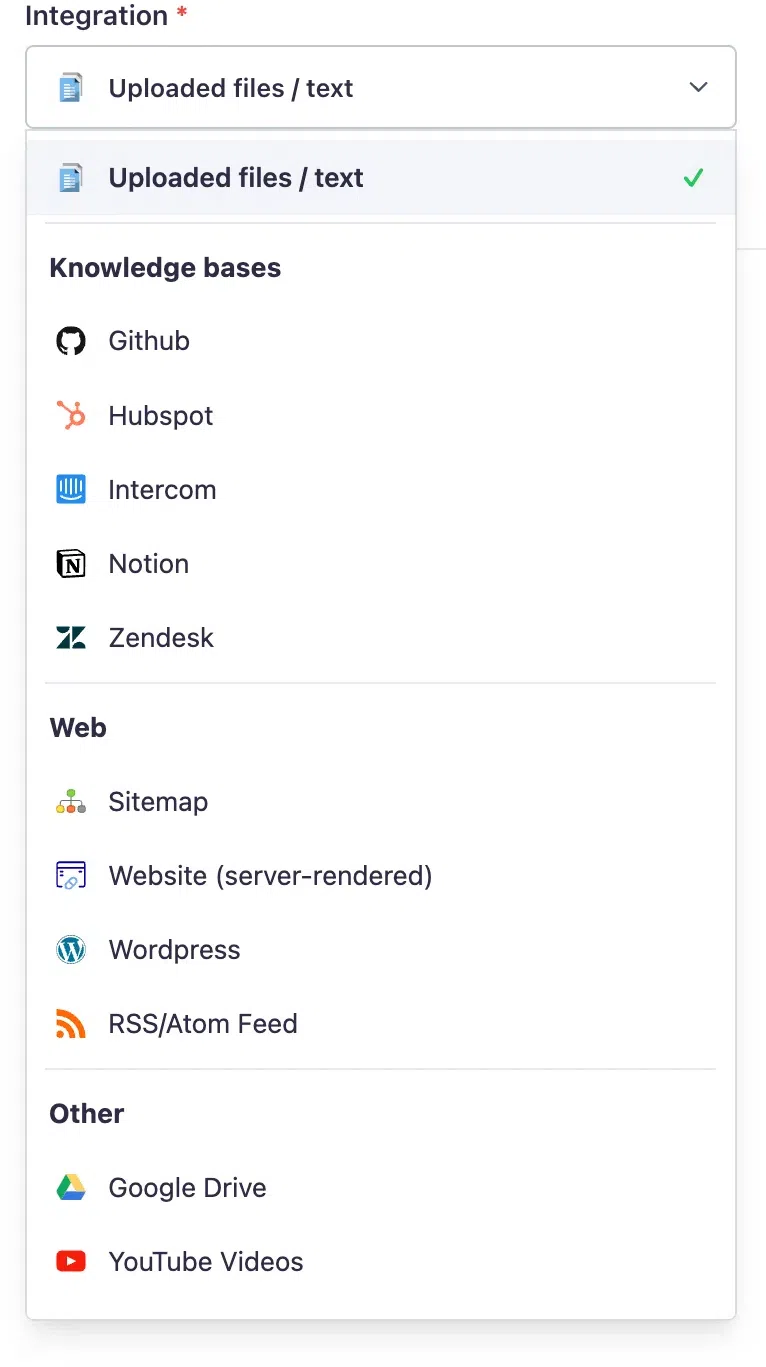 Integration *
Uploaded files / text
Uploaded files / text
Knowledge bases
Github
Hubspot
Intercom
Notion
Zendesk
Web
Sitemap
Website (server-rendered)
Wordpress
RSS/Atom Feed
Other
Google Drive
YouTube Videos